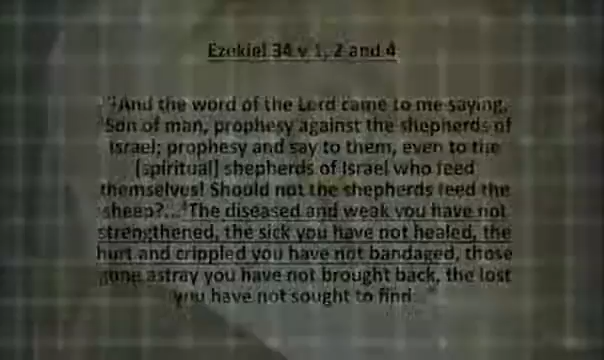 Ezekiel 34 v 1, 2 and 4
"And the word of the Lord came to me saying,
Son of man, prophesy against the shepherds of
Israel; prophesy and say to them, even to the
[spiritual] shepherds of Israel who feed
themselves! Should not the shepherds feed the
sheep?... The diseased and weak you have not
strengthened, the sick you have not healed, the
hurt and crippled you have not bandaged, those
gone astray you have not brought back, the lost
you have not sought to find